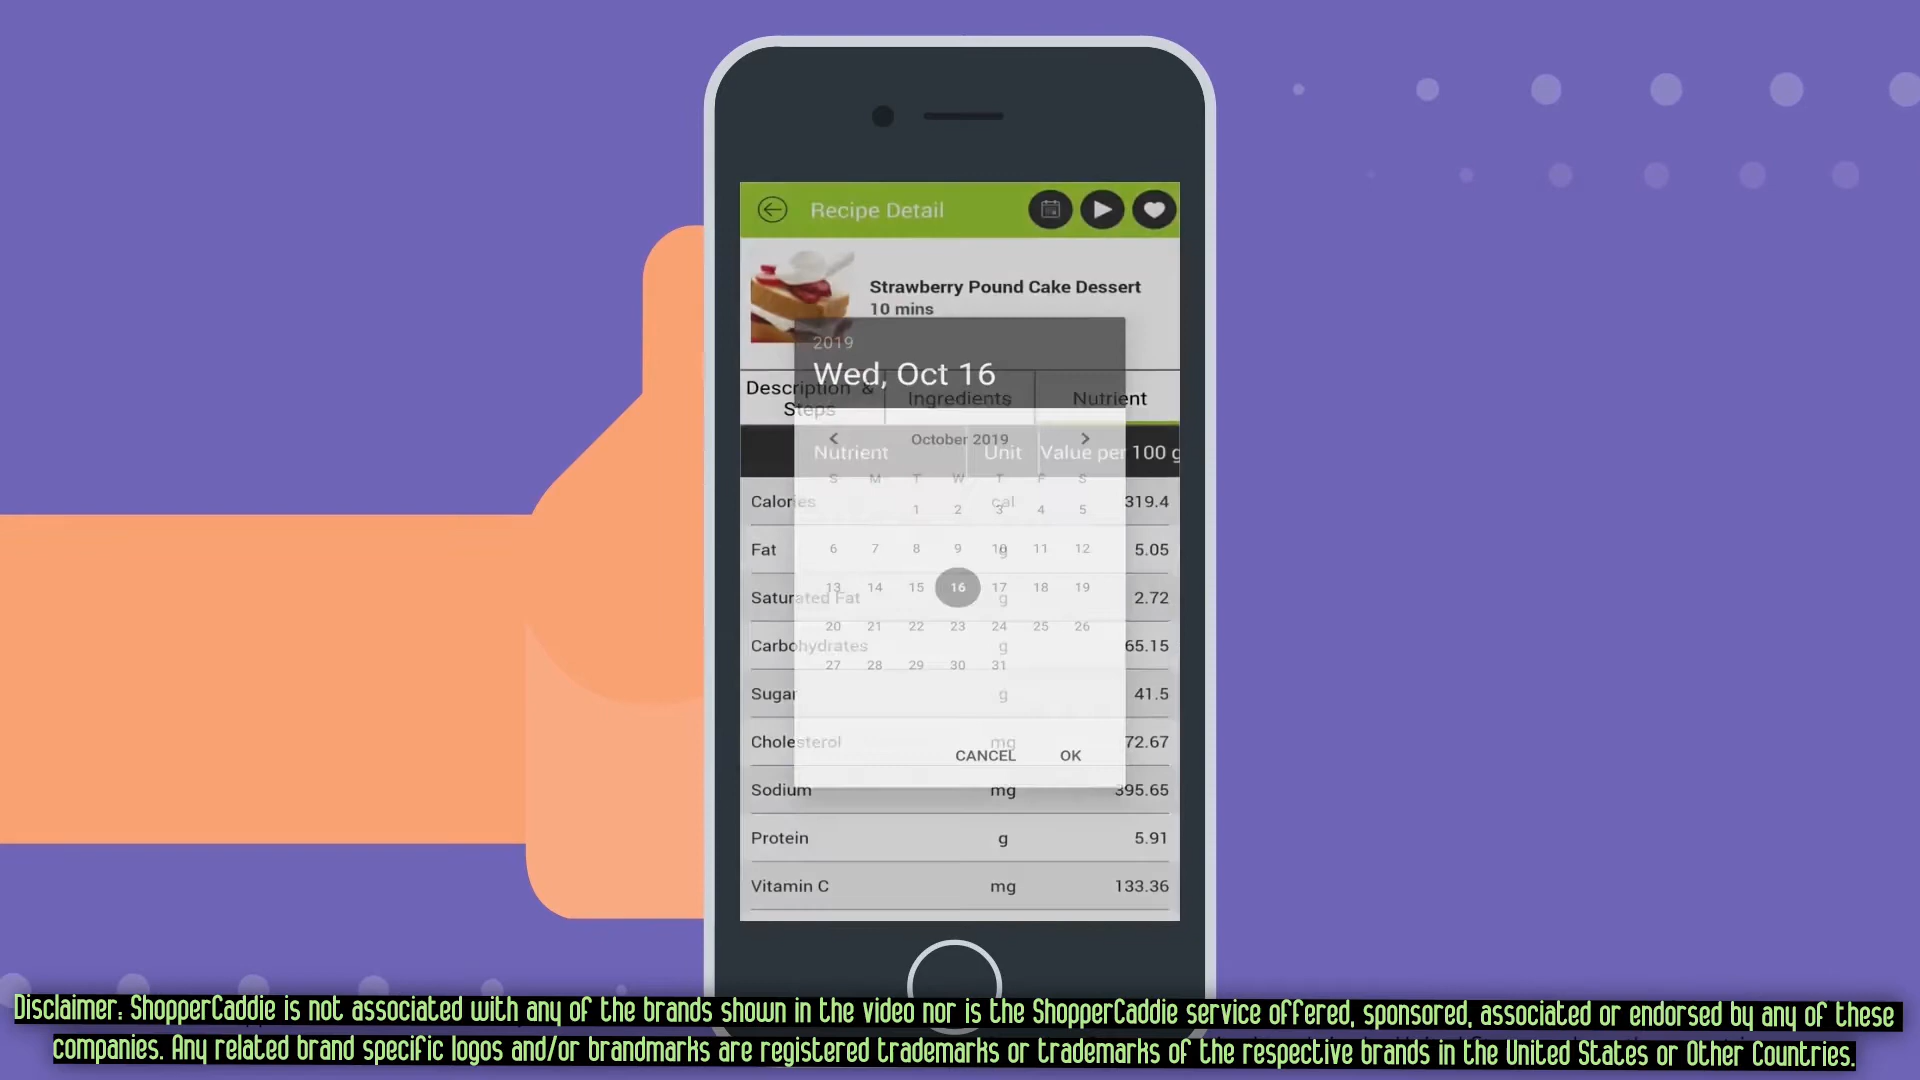 Recipe Detail
Strawberry Pound Cake Dessert
10 mins
2019
Wed, Oct 16
Description &
Steps
Ingredients
Nutrient
October 2019
Nutrient Unit Value per 100 g
S M T W T F S
1 2 3 4 5
6 7 8 9 10 11 12
13 14 15 16 17 18 19
20 21 22 23 24 25 26
27 28 29 30 31
CANCEL OK
Calories cal 319.4
Fat g 5.05
Saturated Fat g 2.72
Carbohydrates g 65.15
Sugar g 41.5
Cholesterol mg 72.67
Sodium mg 395.65
Protein g 5.91
Vitamin C mg 133.36
Disclaimer: ShopperCaddie is not associated with any of the brands shown in the video nor is the ShopperCaddie service offered, sponsored, associated or endorsed by any of these
companies. Any related brand specific logos and/or brandmarks are registered trademarks or trademarks of the respective brands in the United States or Other Countries.